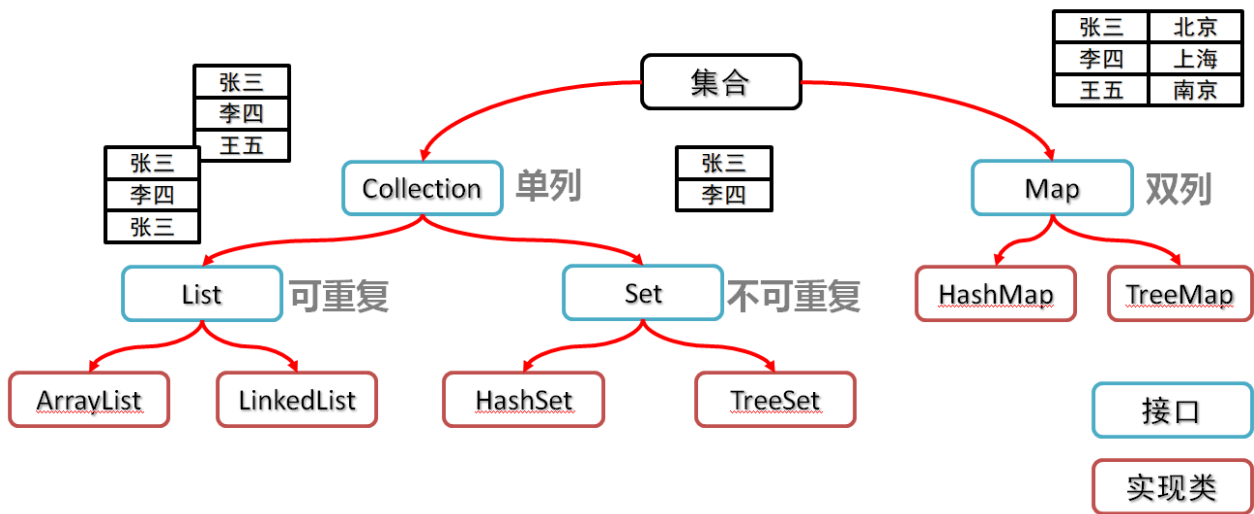 集合
张三 北京
李四 上海
王五 南京
张三
李四
王五
张三
李四
张三
Collection 单列
张三
李四
Map 双列
List 可重复
Set 不可重复
HashMap
TreeMap
ArrayList
LinkedList
HashSet
TreeSet
接口
实现类